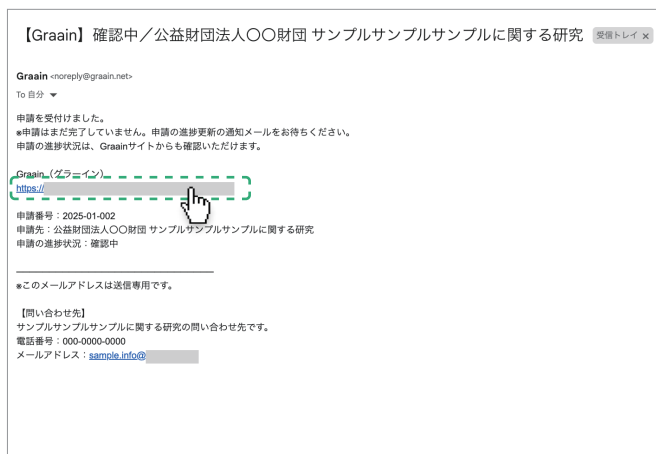 【Graain】確認中／公益財団法人〇〇財団 サンプルサンプルサンプルに関する研究 受信トレイ ×
Graain <noreply@graain.net>
To 自分 ▼
申請を受付けました。
※申請はまだ完了していません。申請の進捗更新の通知メールをお待ちください。
申請の進捗状況は、Graainサイトからも確認いただけます。
Graain（グラーイン）
https://
申請番号：2025-01-002
申請先：公益財団法人〇〇財団 サンプルサンプルサンプルに関する研究
申請の進捗状況：確認中
※このメールアドレスは送信専用です。
【問い合わせ先】
サンプルサンプルサンプルに関する研究の問い合わせ先です。
電話番号：000-0000-0000
メールアドレス：sample.info@